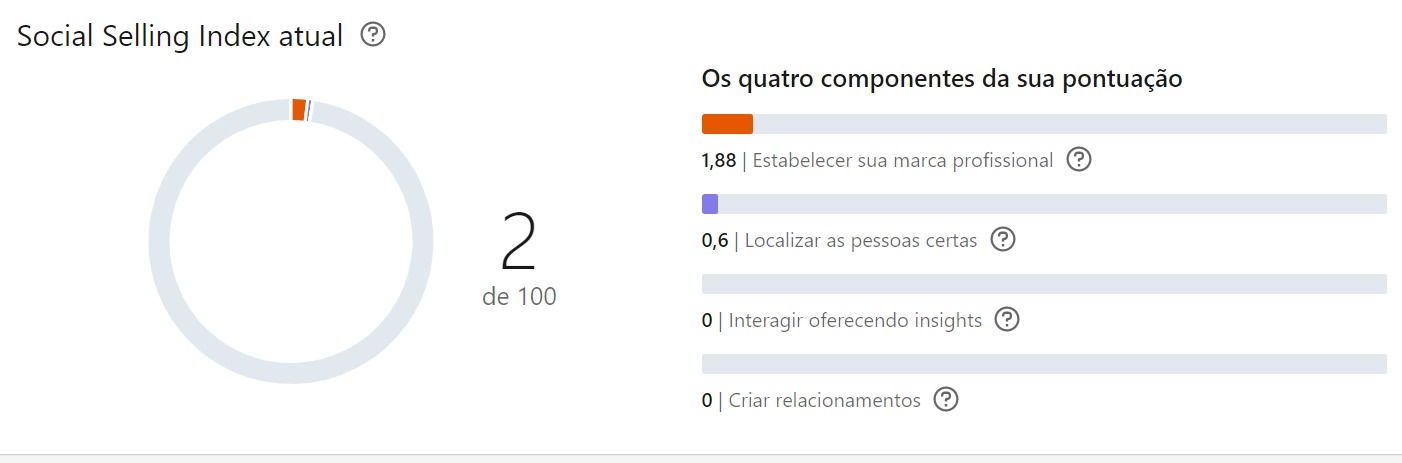 Social Selling Index atual
2
de 100
Os quatro componentes da sua pontuação
1,88 | Estabelecer sua marca profissional
0,6 | Localizar as pessoas certas
0 | Interagir oferecendo insights
0 | Criar relacionamentos